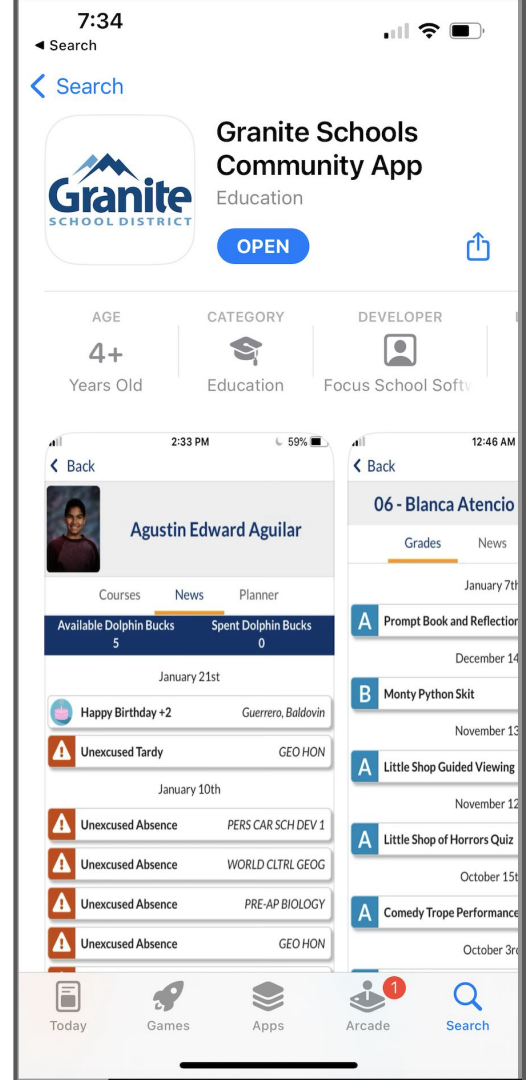 7:34
◀ Search
Search
Granite
SCHOOL DISTRICT
Granite Schools
Community App
Education
OPEN
AGE
4+
Years Old
CATEGORY
Education
DEVELOPER
Focus School Softw
2:33 PM
59%
Back
Agustin Edward Aguilar
Courses News Planner
Available Dolphin Bucks Spent Dolphin Bucks
5 0
January 21st
Happy Birthday +2 Guerrero, Baldovin
Unexcused Tardy GEO HON
January 10th
Unexcused Absence PERS CAR SCH DEV 1
Unexcused Absence WORLD CLTRL GEOG
Unexcused Absence PRE-AP BIOLOGY
Unexcused Absence GEO HON
12:46 AM
Back
06 - Blanca Atencio
Grades News
January 7th
A Prompt Book and Reflection
December 14
B Monty Python Skit
November 13
A Little Shop Guided Viewing
November 12
A Little Shop of Horrors Quiz
October 15t
A Comedy Trope Performance
October 3rd
1
Today Games Apps Arcade Search